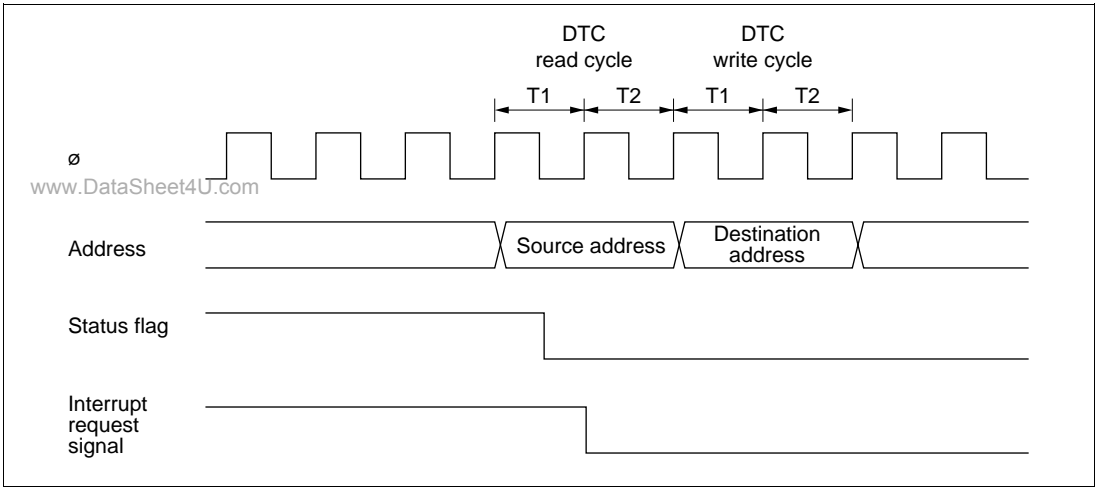 DTC
read cycle
DTC
write cycle
T1
T2
T1
T2
ø
www.DataSheet4U.com
Address
Source address
Destination
address
Status flag
Interrupt
request
signal